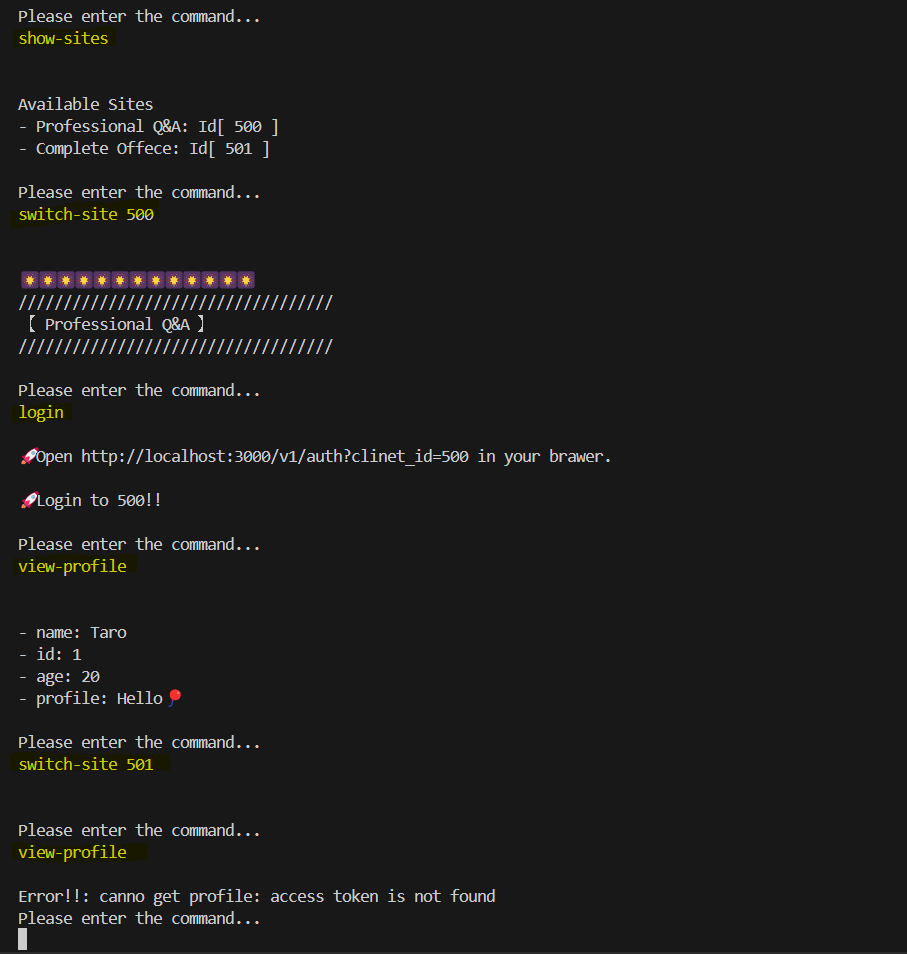 Please enter the command...
show-sites
Available Sites
- Professional Q&A: Id[ 500 ]
- Complete Offece: Id[ 501 ]
Please enter the command...
switch-site 500
///////////////////////////////////
【 Professional Q&A 】
///////////////////////////////////
Please enter the command...
login
🚀Open http://localhost:3000/v1/auth?clinet_id=500 in your brawer.
🚀Login to 500!!
Please enter the command...
view-profile
- name: Taro
- id: 1
- age: 20
- profile: Hello🎈
Please enter the command...
switch-site 501
Please enter the command...
view-profile
Error!!: canno get profile: access token is not found
Please enter the command...